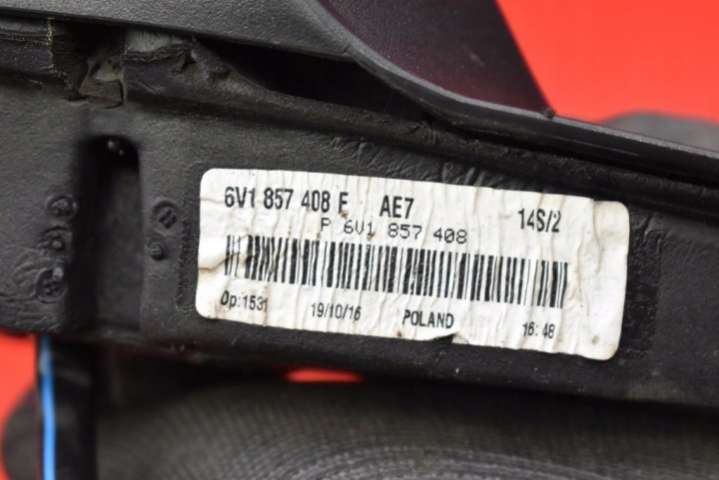 6V1 857 408 E AE7 14S/2
P 6V1 857 408
Op:1531 19/10/16 POLAND 16:48